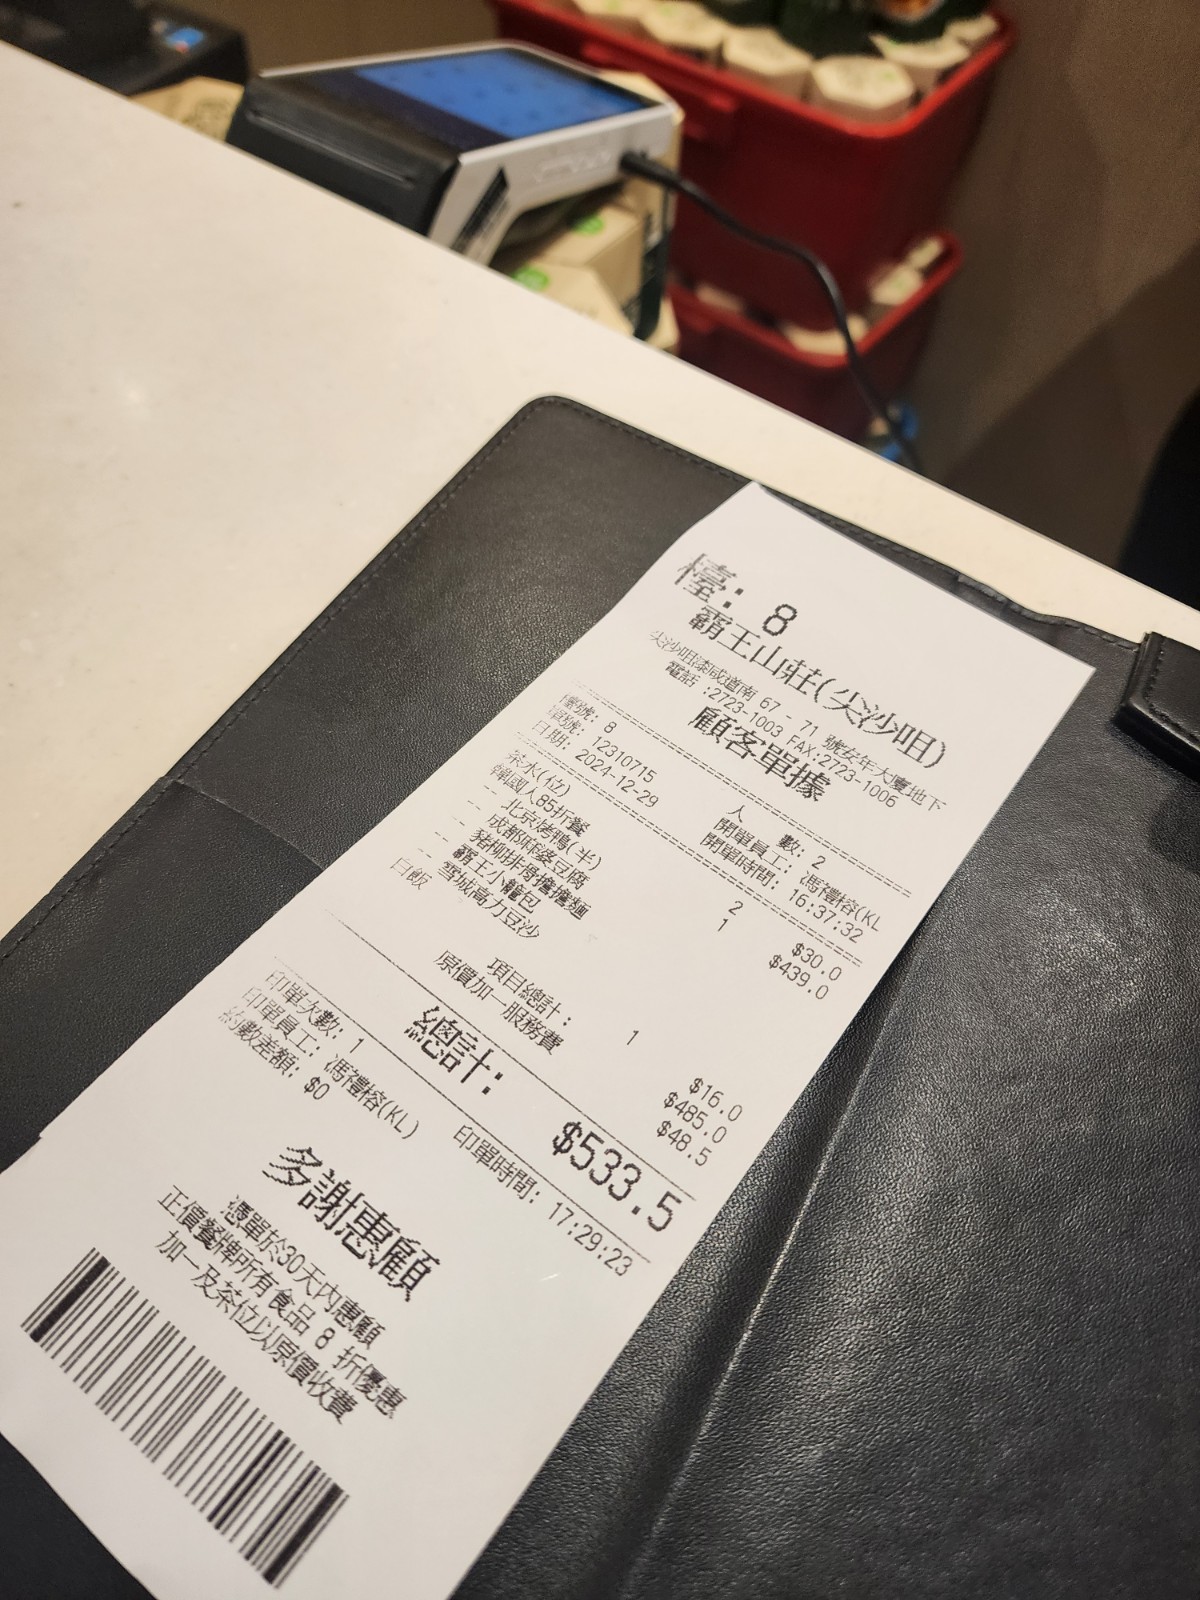 檯: 8
霸王山莊(尖沙咀)
尖沙咀漆咸道南 67 - 71 號安年大廈地下
電話 :2723-1003 FAX:2723-1006
顧客單據
檯號: 8 人 數: 2
單號: 12310715 開單員工: 馮禮榕(KL
日期: 2024-12-29 開單時間: 16:37:32
茶水(位) 2 $30.0
韓國人85折餐 1 $439.0
-- 北京烤鴨(半)
-- 成都麻婆豆腐
-- 豬柳排骨擔擔麵
-- 霸王小籠包
-- 雪城高力豆沙
白飯 1 $16.0
項目總計: $485.0
原價加一服務費 $48.5
總計: $533.5
印單次數: 1
印單員工: 馮禮榕(KL) 印單時間: 17:29:23
約數差額: $0
多謝惠顧
憑單於30天內惠顧
正價餐牌所有食品 8 折優惠
加一及茶位以原價收費